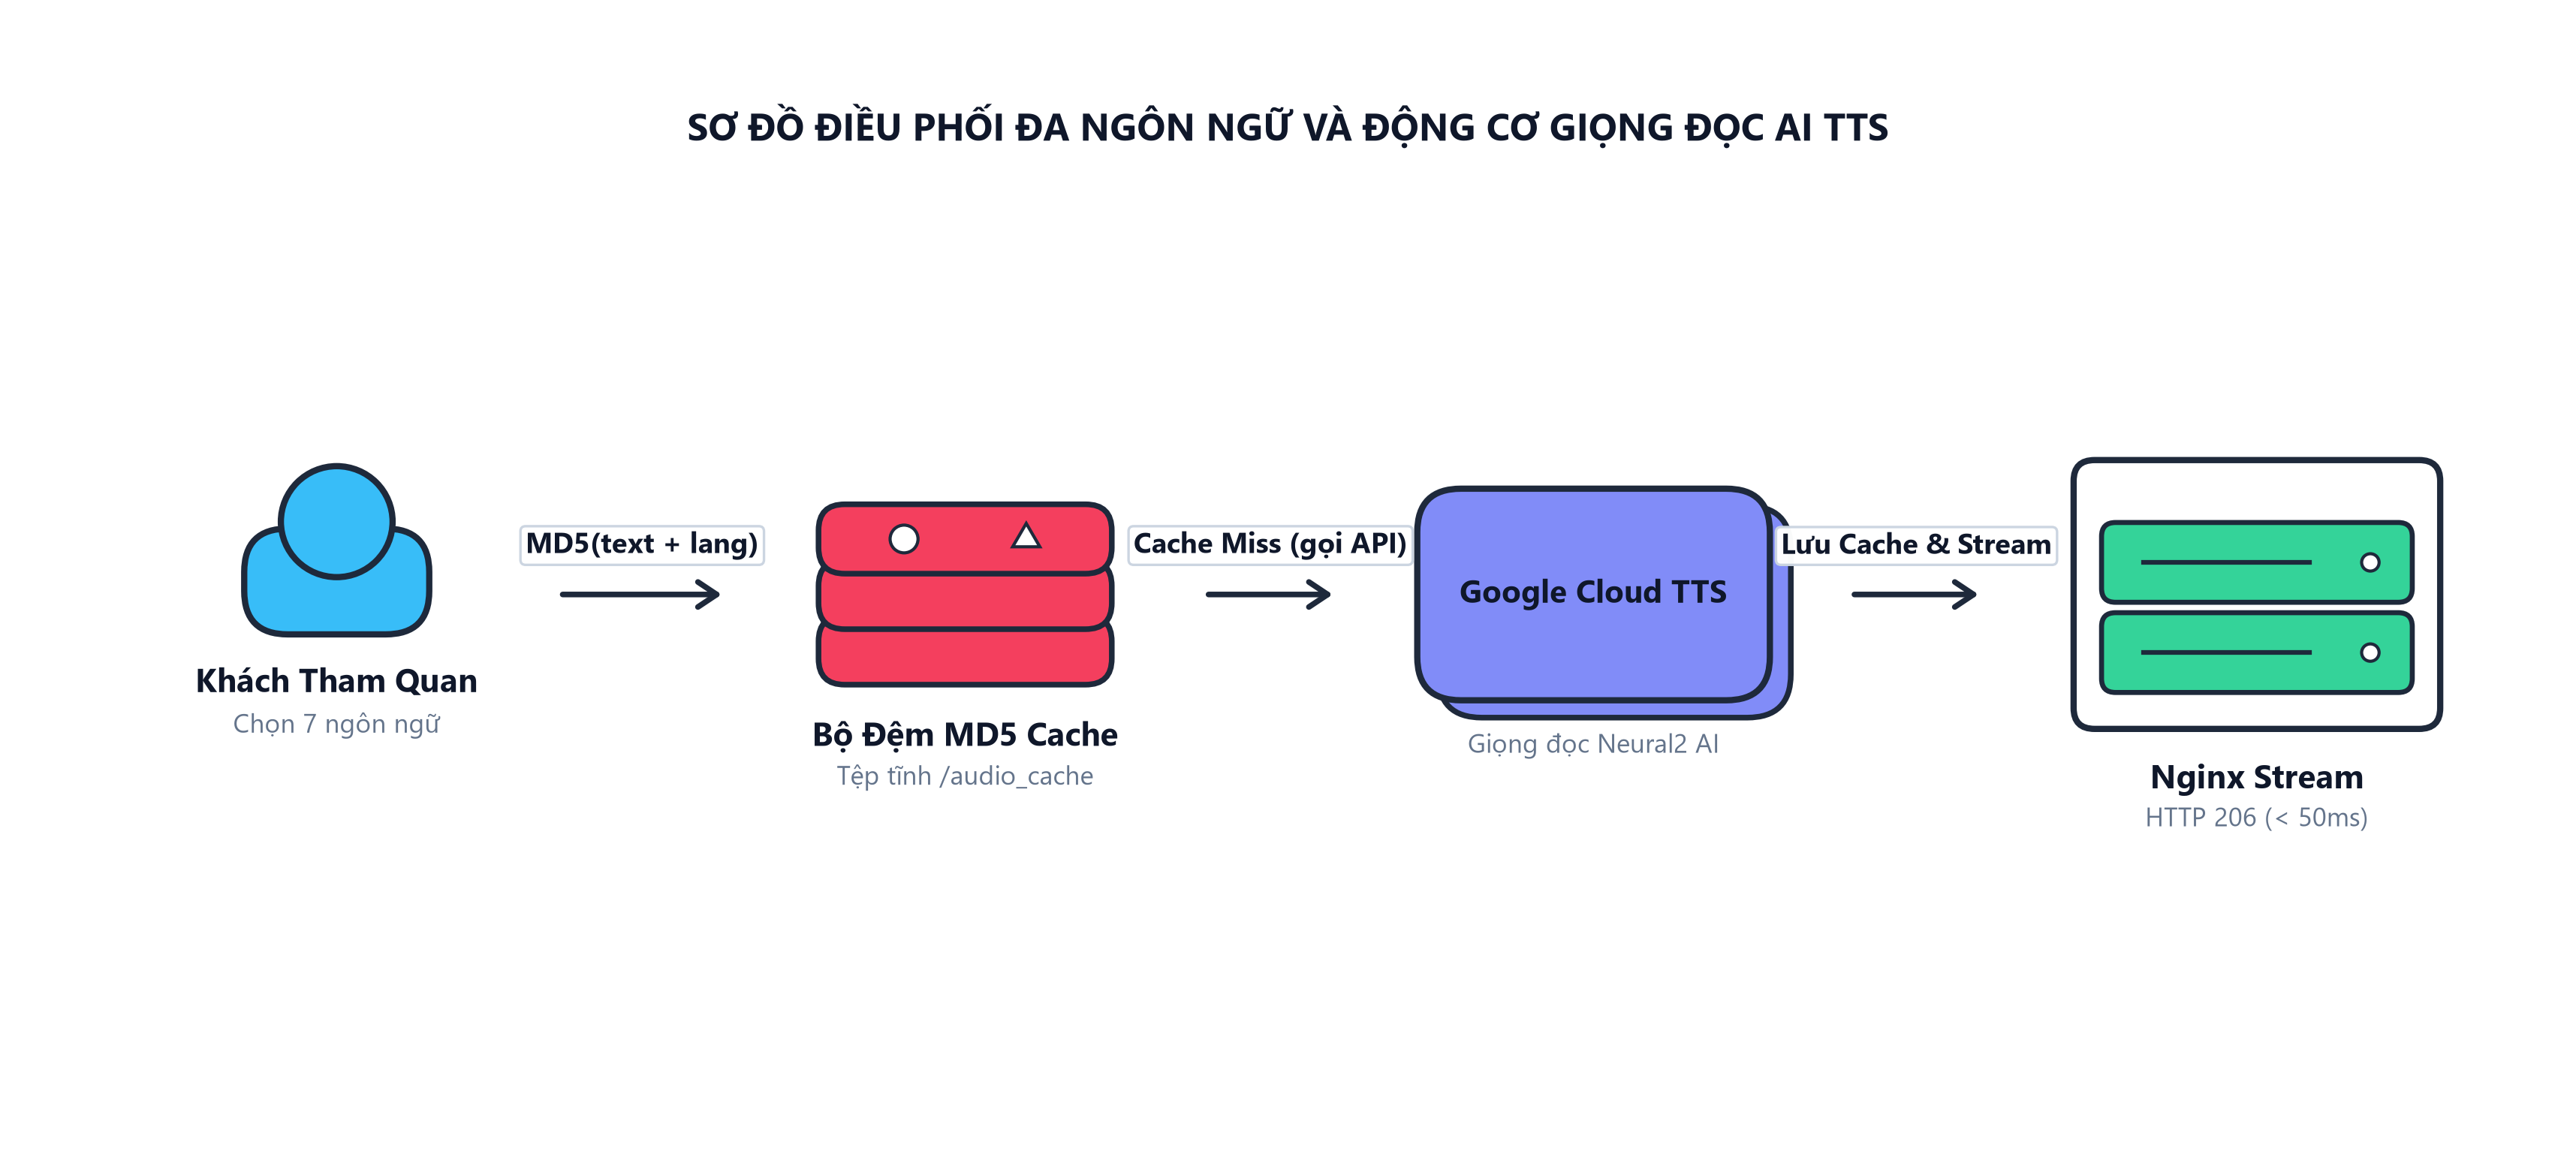 SƠ ĐỒ ĐIỀU PHỐI ĐA NGÔN NGỮ VÀ ĐỘNG CƠ GIỌNG ĐỌC AI TTS
MD5(text + lang)
Cache Miss (gọi API)
Lưu Cache & Stream
Google Cloud TTS
Khách Tham Quan
Chọn 7 ngôn ngữ
Bộ Đệm MD5 Cache
Tệp tĩnh /audio_cache
Giọng đọc Neural2 AI
Nginx Stream
HTTP 206 (< 50ms)